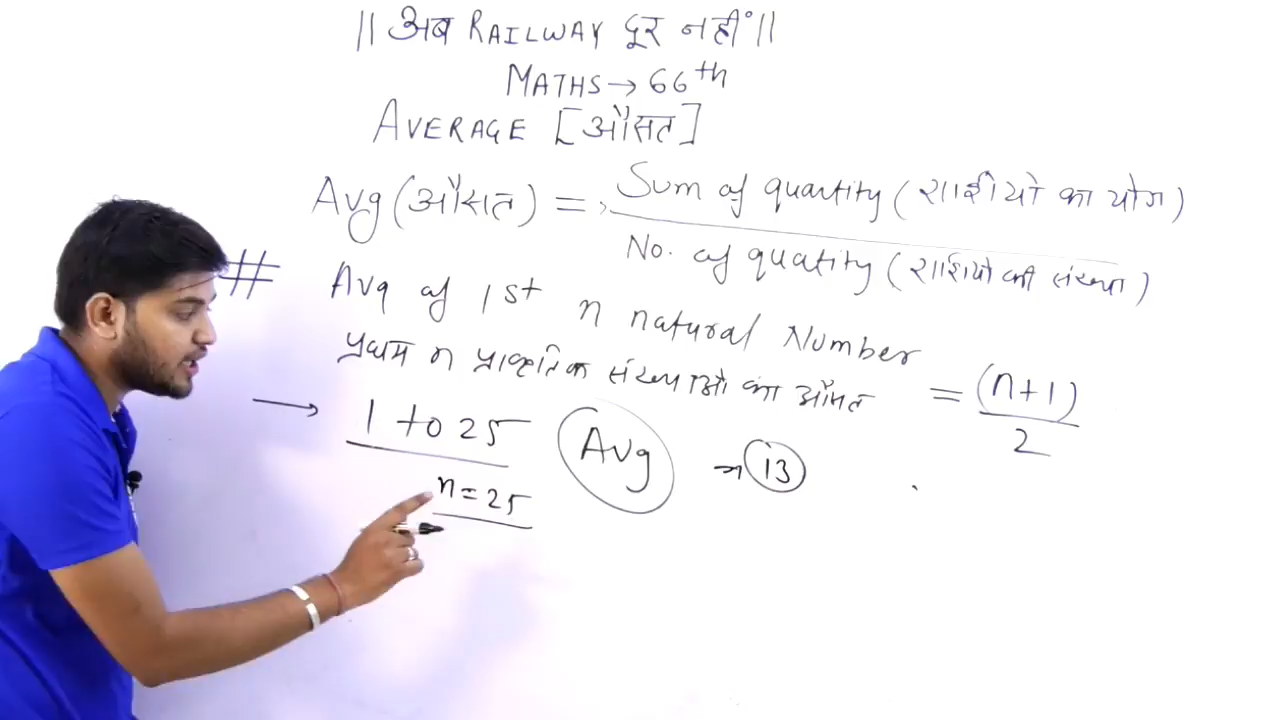 || अब RAILWAY दूर नहीं ||
MATHS → 66th
AVERAGE [औसत]
Avg (औसत) = Sum of quantity (राशियो का योग)
No. of quatity (राशियो की संख्या)
# Avg of 1st n natural Number
प्रथम n प्राकृतिक संख्याओ का औसत = (n+1)
2
→ 1 to 25 Avg → 13
n = 25